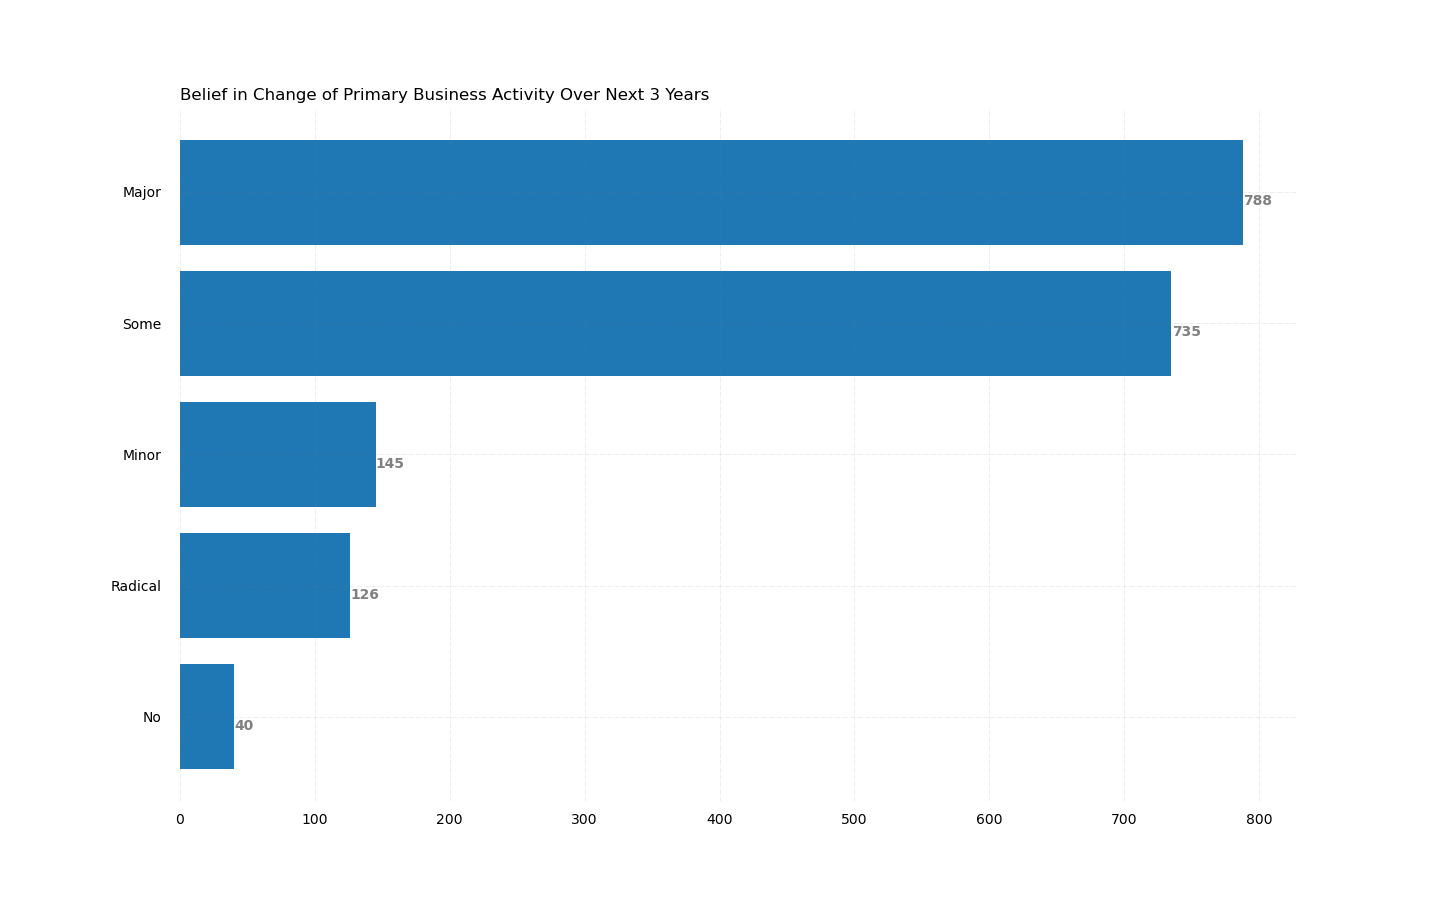 Belief in Change of Primary Business Activity Over Next 3 Years
Major
788
Some
735
Minor
145
Radical
126
No
40
0 100 200 300 400 500 600 700 800